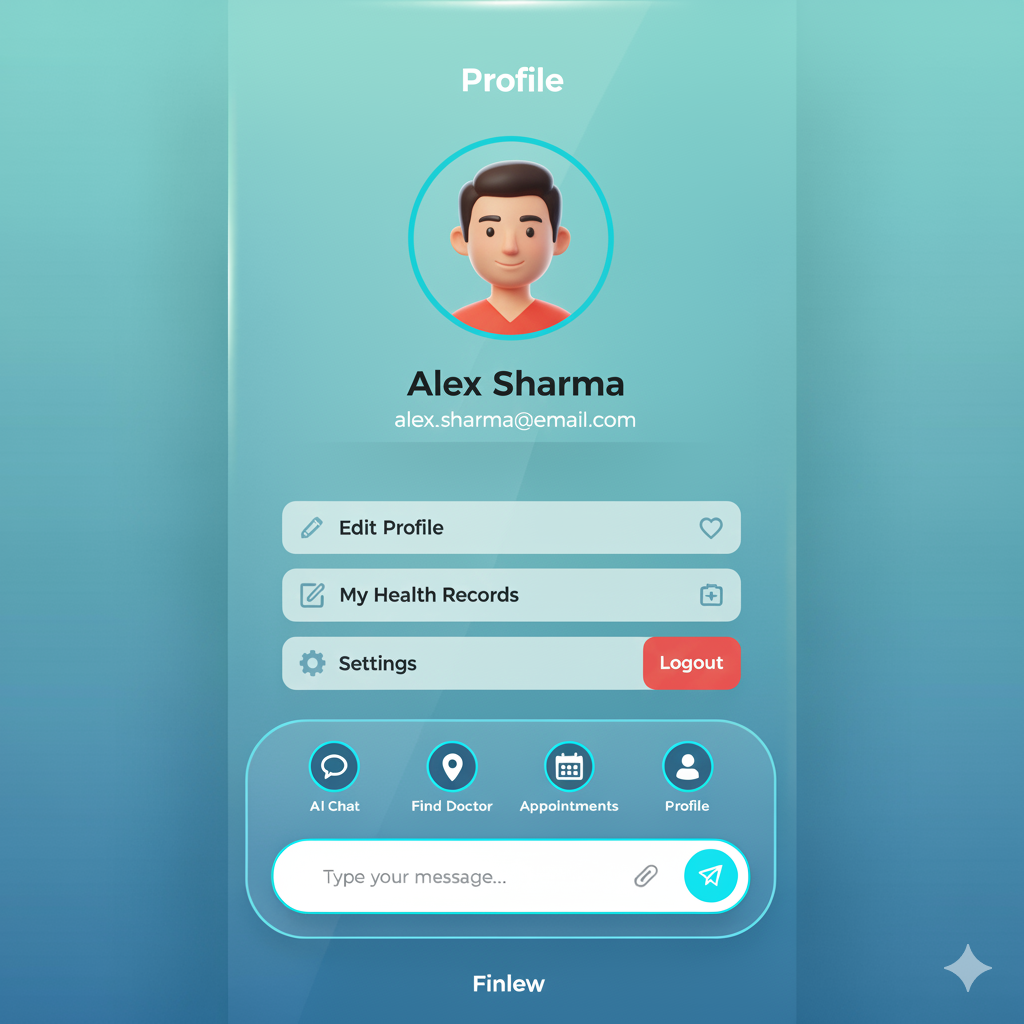 Profile
Alex Sharma
alex.sharma@email.com
Edit Profile
My Health Records
Settings
Logout
AI Chat
Find Doctor
Appointments
Profile
Type your message...
Finlew